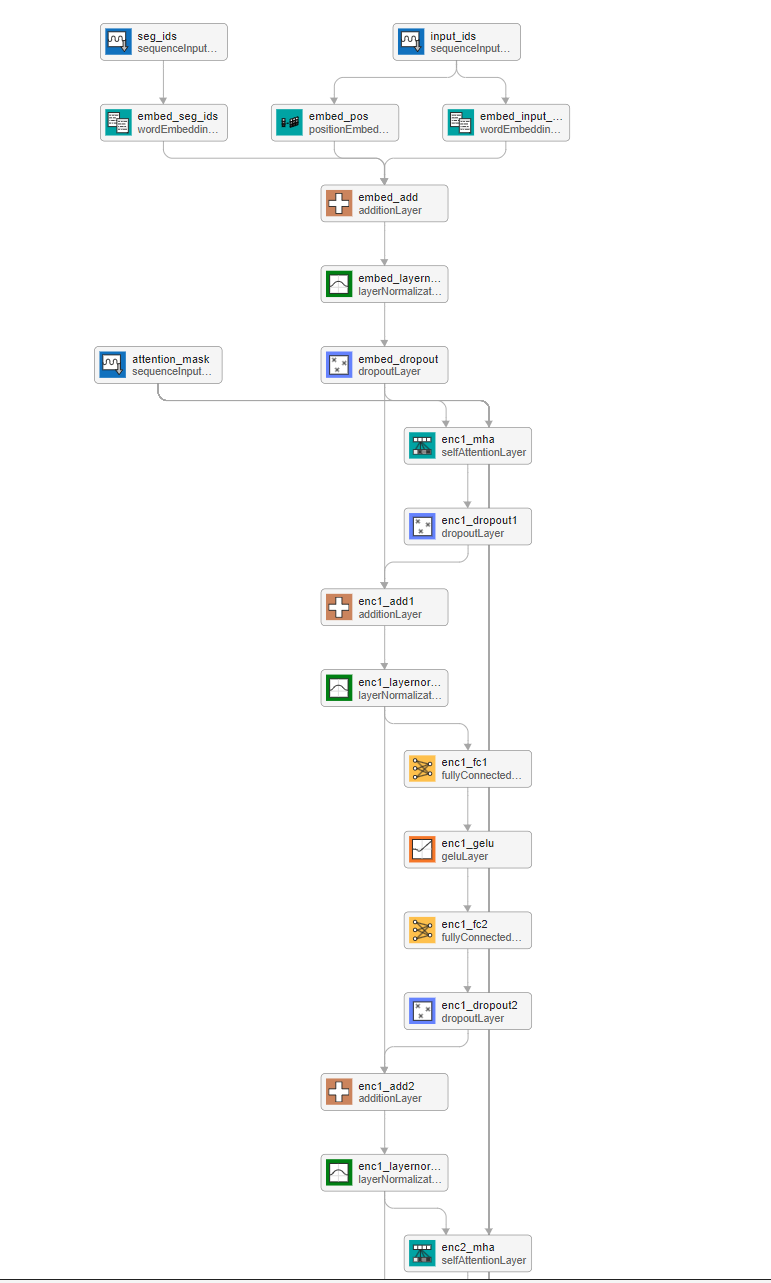 seg_ids
sequenceInput...
input_ids
sequenceInput...
embed_seg_ids
wordEmbeddin...
embed_pos
positionEmbed...
embed_input_...
wordEmbeddin...
embed_add
additionLayer
embed_layern...
layerNormalizat...
attention_mask
sequenceInput...
embed_dropout
dropoutLayer
enc1_mha
selfAttentionLayer
enc1_dropout1
dropoutLayer
enc1_add1
additionLayer
enc1_layernor...
layerNormalizat...
enc1_fc1
fullyConnected...
enc1_gelu
geluLayer
enc1_fc2
fullyConnected...
enc1_dropout2
dropoutLayer
enc1_add2
additionLayer
enc1_layernor...
layerNormalizat...
enc2_mha
selfAttentionLayer